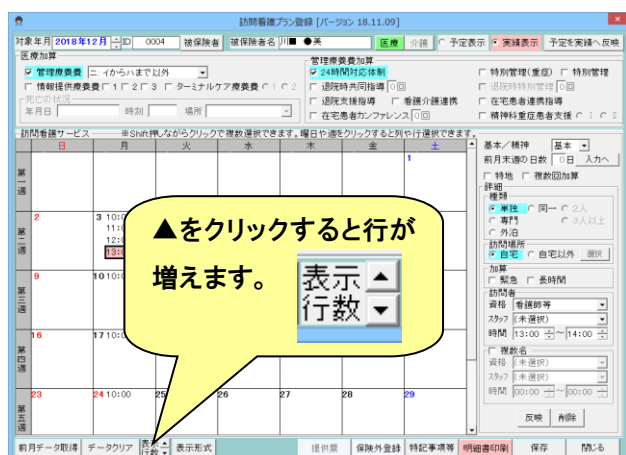 訪問看護プラン登録 [バージョン 18.11.09]
対象年月 2018年12月 ID 0004 被保険者 被保険者名 川■ ●美 医療 介護 予定表示 実績表示 予定を実績へ反映
医療加算
管理療養費 ニ: イからハまで以外
情報提供療養費 1 2 3 ターミナルケア療養費 1 2
死亡の状況
年月日 時刻 場所
管理療養費加算
24時間対応体制 特別管理(重症) 特別管理
退院時共同指導 0回 退院時特別管理 0回
退院支援指導 看護介護連携 在宅患者連携指導
在宅患者カンファレンス 0回 精神科重症患者支援
訪問看護サービス ※Shift押しながらクリックで複数選択できます。曜日や週をクリックすると列や行選択できます。
日 月 火 水 木 金 土
第一週 1
第二週 2 3 10:0
11:0
12:0
13:0
第三週 9 10 10:0
第四週 16 17 10:0
第五週 23 24 10:00 25 26 27 28 29
▲をクリックすると行が
増えます。
表示 ▲
行数 ▼
基本/精神 基本
前月末週の日数 0日 入力へ
特地 複数回加算
詳細
種類
単独 同一 2人
専門 3人以上
外泊
訪問場所
自宅 自宅以外 選択
加算
緊急 長時間
訪問者
資格 看護師等
スタッフ (未選択)
時間 13:00 ~ 14:00
複数名
資格 (未選択)
スタッフ (未選択)
時間 00:00 ~ 00:00
反映 削除
前月データ取得 データクリア 表示行数 表示形式 提供票 保険外登録 特記事項等 明細書印刷 保存 閉じる